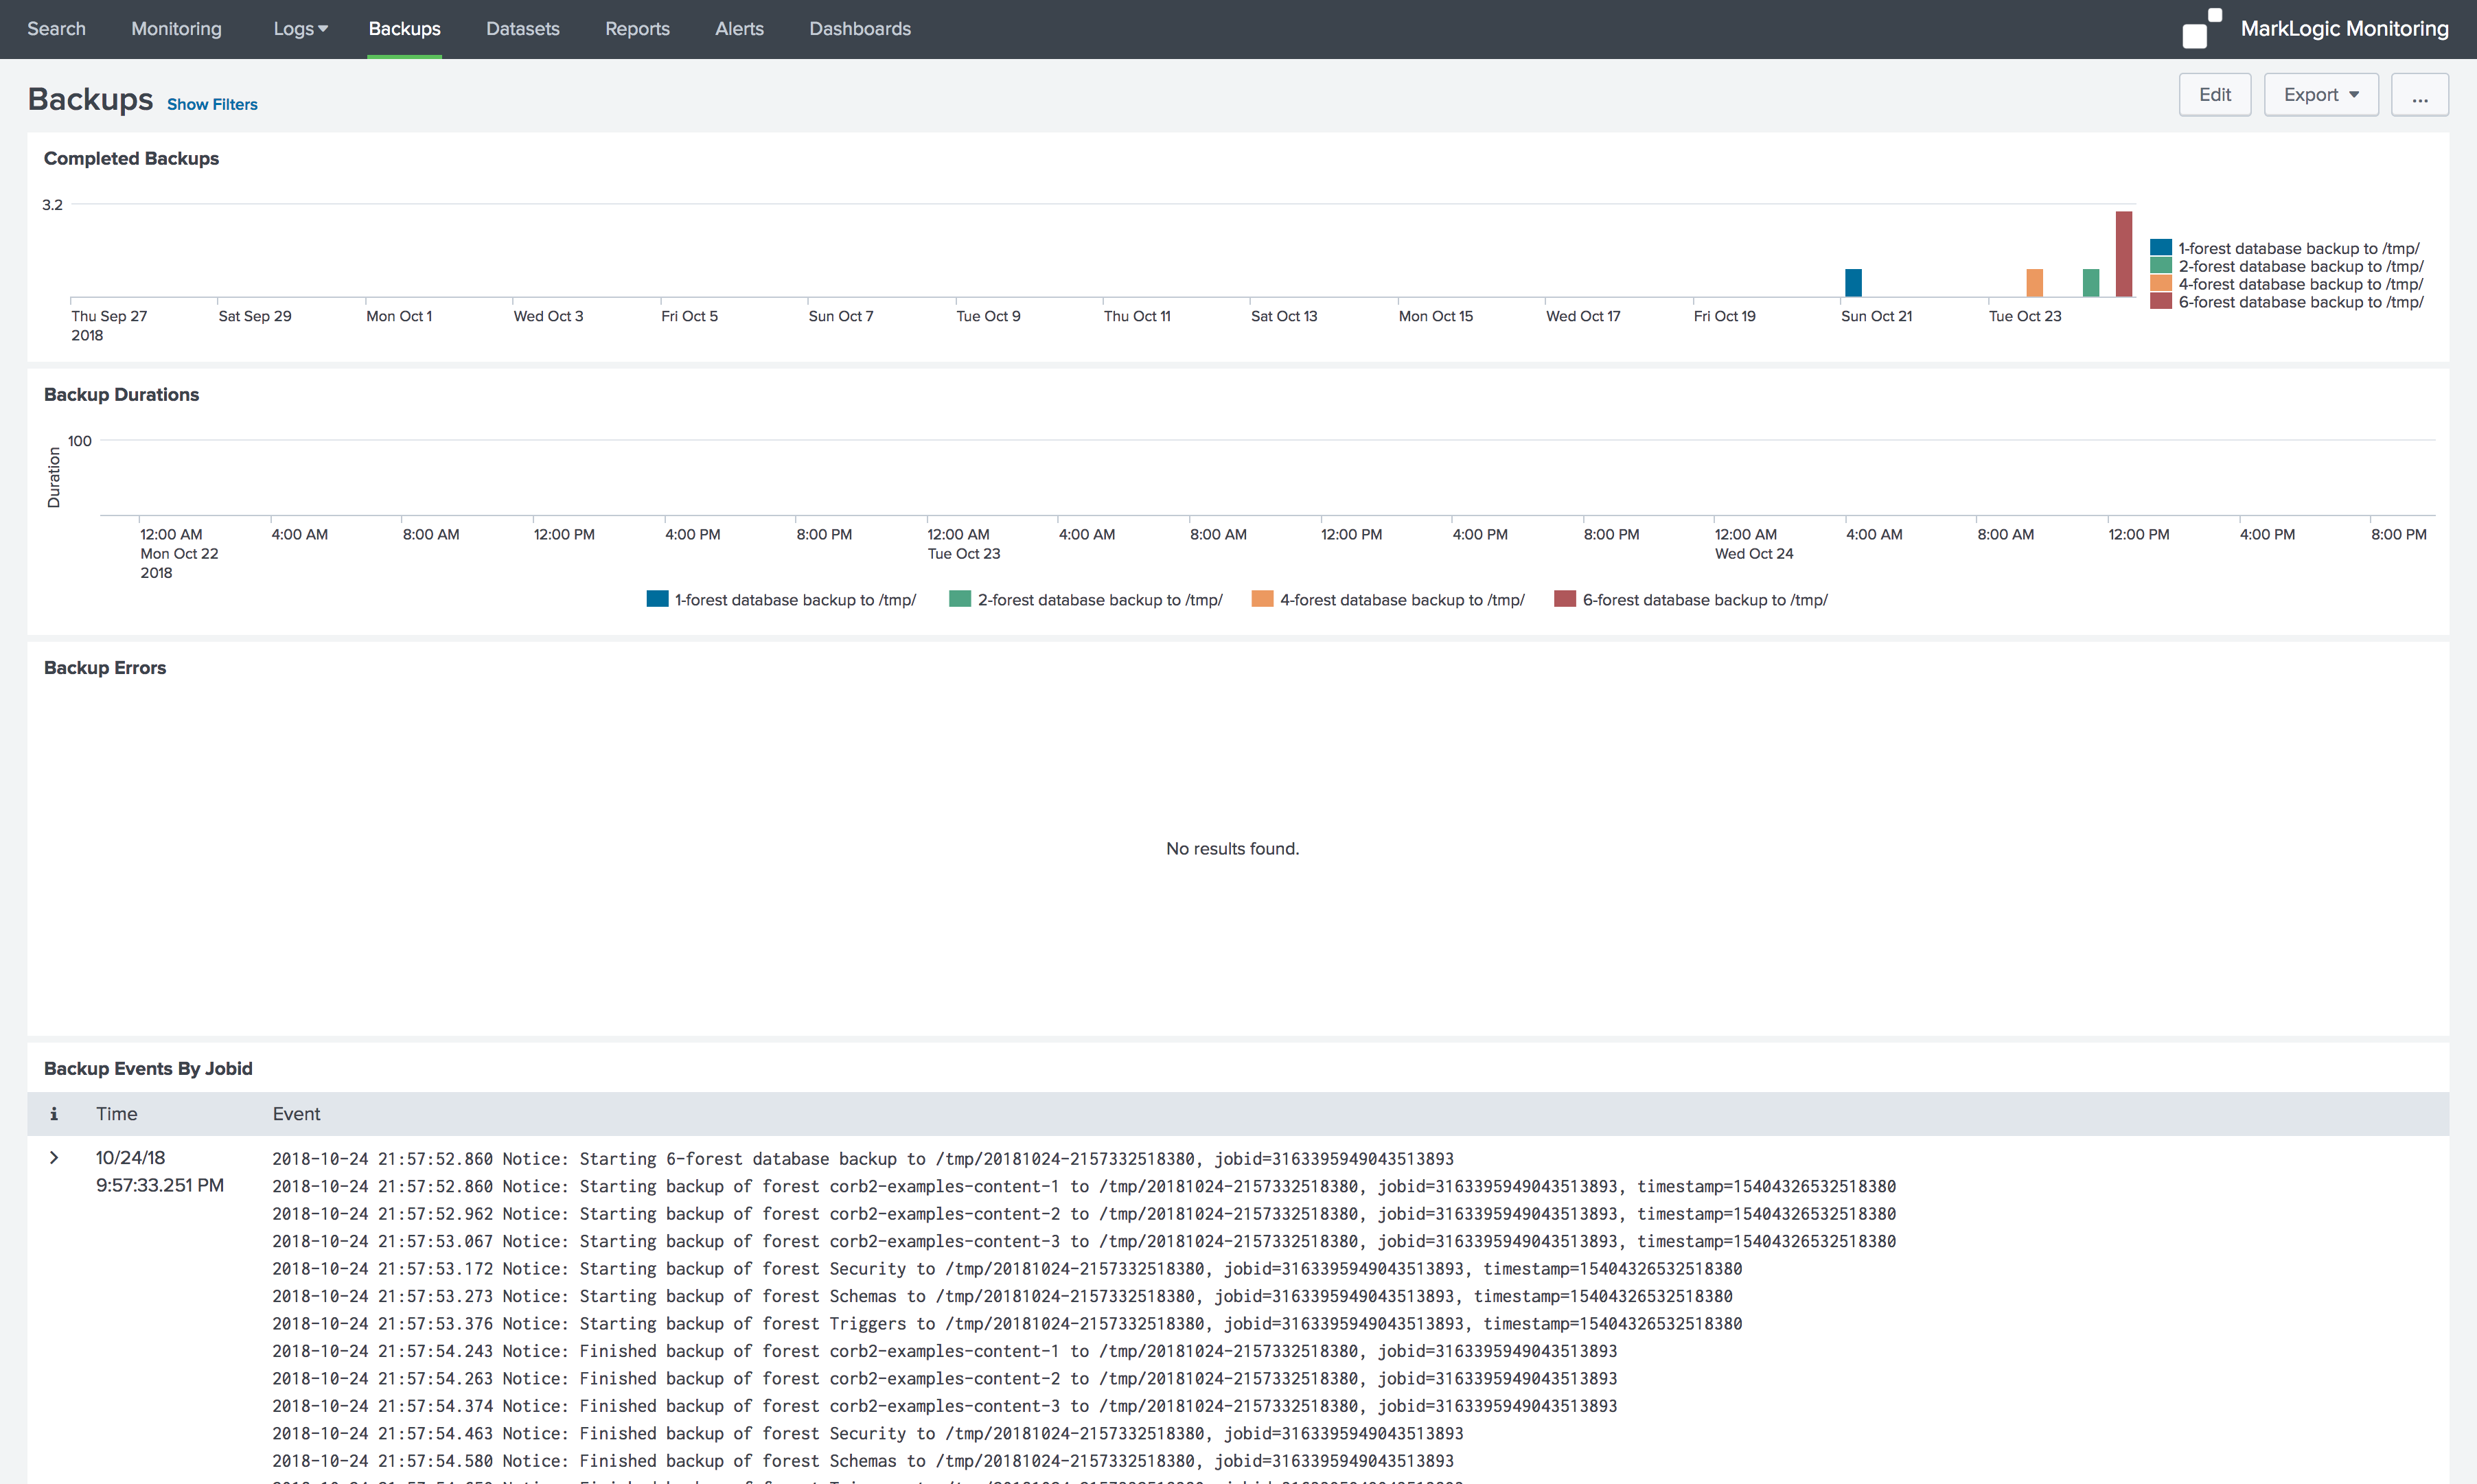 Search Monitoring Logs Backups Datasets Reports Alerts Dashboards MarkLogic Monitoring
Backups Show Filters Edit Export ...
Completed Backups
3.2
1-forest database backup to /tmp/
2-forest database backup to /tmp/
4-forest database backup to /tmp/
6-forest database backup to /tmp/
Thu Sep 27 Sat Sep 29 Mon Oct 1 Wed Oct 3 Fri Oct 5 Sun Oct 7 Tue Oct 9 Thu Oct 11 Sat Oct 13 Mon Oct 15 Wed Oct 17 Fri Oct 19 Sun Oct 21 Tue Oct 23
2018
Backup Durations
100
Duration
12:00 AM 4:00 AM 8:00 AM 12:00 PM 4:00 PM 8:00 PM 12:00 AM 4:00 AM 8:00 AM 12:00 PM 4:00 PM 8:00 PM 12:00 AM 4:00 AM 8:00 AM 12:00 PM 4:00 PM 8:00 PM
Mon Oct 22 Tue Oct 23 Wed Oct 24
2018
1-forest database backup to /tmp/ 2-forest database backup to /tmp/ 4-forest database backup to /tmp/ 6-forest database backup to /tmp/
Backup Errors
No results found.
Backup Events By Jobid
i Time Event
10/24/18
9:57:33.251 PM
2018-10-24 21:57:52.860 Notice: Starting 6-forest database backup to /tmp/20181024-2157332518380, jobid=3163395949043513893
2018-10-24 21:57:52.860 Notice: Starting backup of forest corb2-examples-content-1 to /tmp/20181024-2157332518380, jobid=3163395949043513893, timestamp=15404326532518380
2018-10-24 21:57:52.962 Notice: Starting backup of forest corb2-examples-content-2 to /tmp/20181024-2157332518380, jobid=3163395949043513893, timestamp=15404326532518380
2018-10-24 21:57:53.067 Notice: Starting backup of forest corb2-examples-content-3 to /tmp/20181024-2157332518380, jobid=3163395949043513893, timestamp=15404326532518380
2018-10-24 21:57:53.172 Notice: Starting backup of forest Security to /tmp/20181024-2157332518380, jobid=3163395949043513893, timestamp=15404326532518380
2018-10-24 21:57:53.273 Notice: Starting backup of forest Schemas to /tmp/20181024-2157332518380, jobid=3163395949043513893, timestamp=15404326532518380
2018-10-24 21:57:53.376 Notice: Starting backup of forest Triggers to /tmp/20181024-2157332518380, jobid=3163395949043513893, timestamp=15404326532518380
2018-10-24 21:57:54.243 Notice: Finished backup of forest corb2-examples-content-1 to /tmp/20181024-2157332518380, jobid=3163395949043513893
2018-10-24 21:57:54.263 Notice: Finished backup of forest corb2-examples-content-2 to /tmp/20181024-2157332518380, jobid=3163395949043513893
2018-10-24 21:57:54.374 Notice: Finished backup of forest corb2-examples-content-3 to /tmp/20181024-2157332518380, jobid=3163395949043513893
2018-10-24 21:57:54.463 Notice: Finished backup of forest Security to /tmp/20181024-2157332518380, jobid=3163395949043513893
2018-10-24 21:57:54.580 Notice: Finished backup of forest Schemas to /tmp/20181024-2157332518380, jobid=3163395949043513893